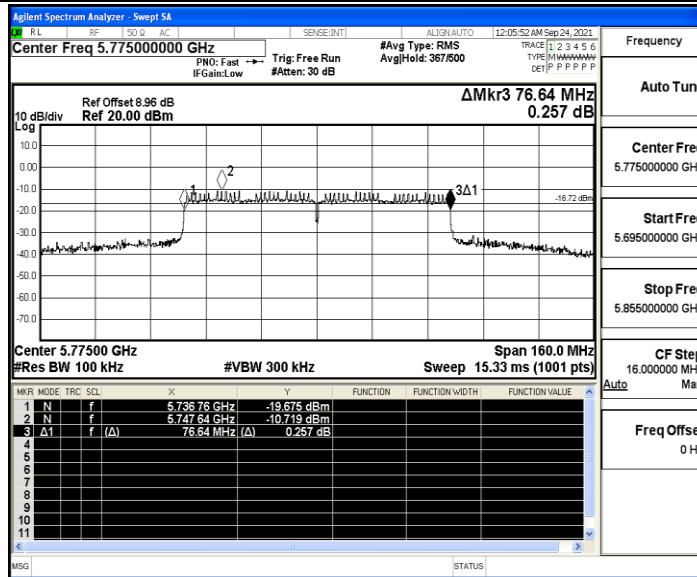 Agilent Spectrum Analyzer - Swept SA
RL RF 50 Ω AC SENSE:INT ALIGN AUTO 12:05:52 AM Sep 24, 2021
Center Freq 5.775000000 GHz
#Avg Type: RMS
TRACE 1 2 3 4 5 6
PNO: Fast Trig: Free Run
Avg|Hold: 367/500
TYPE
IFGain:Low #Atten: 30 dB
DET P P P P P P
ΔMkr3 76.64 MHz
0.257 dB
Ref Offset 8.96 dB
10 dB/div Ref 20.00 dBm
Log
10.0
0.00
-10.0
-20.0
-30.0
-40.0
-50.0
-60.0
-70.0
1
2
3Δ1
-16.72 dBm
Center 5.77500 GHz Span 160.0 MHz
#Res BW 100 kHz #VBW 300 kHz Sweep 15.33 ms (1001 pts)
MKR MODE TRC SCL X Y FUNCTION FUNCTION WIDTH FUNCTION VALUE
1 N f 5.736 76 GHz -19.675 dBm
2 N f 5.747 64 GHz -10.719 dBm
3 Δ1 f (Δ) 76.64 MHz (Δ) 0.257 dB
4
5
6
7
8
9
10
11
MSG STATUS
Frequency
Auto Tun
Center Fre
5.775000000 GH
Start Fre
5.695000000 GH
Stop Fre
5.855000000 GH
CF Ste
16.000000 MH
Auto Ma
Freq Offse
0 H